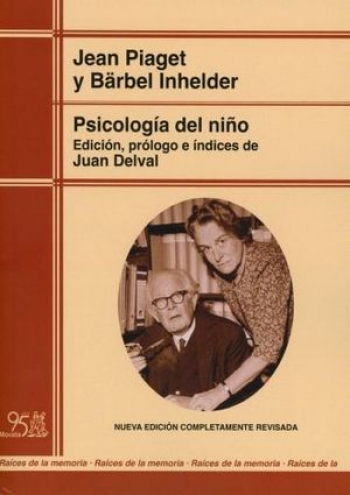 Jean Piaget
y Bärbel Inhelder
Psicología del niño
Edición, prólogo e índices de
Juan Delval
95
Morata
NUEVA EDICIÓN COMPLETAMENTE REVISADA
Raíces de la memoria · Raíces de la memoria · Raíces de la memoria · Raíces de la